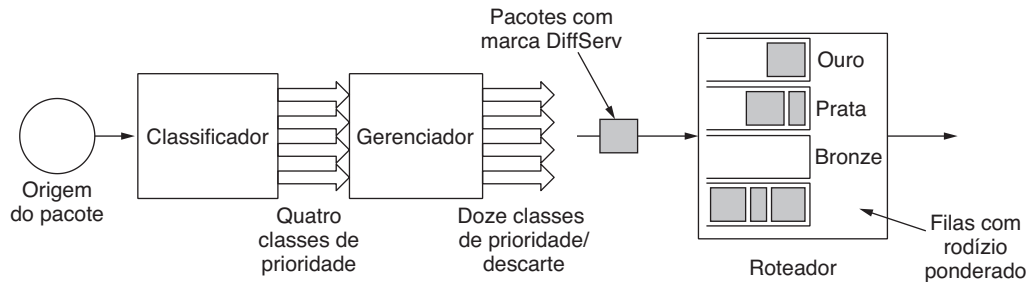 Pacotes com
marca DiffServ
Ouro
Prata
Bronze
Classificador
Gerenciador
Origem
do pacote
Quatro
classes de
prioridade
Doze classes
de prioridade/
descarte
Roteador
Filas com
rodízio
ponderado